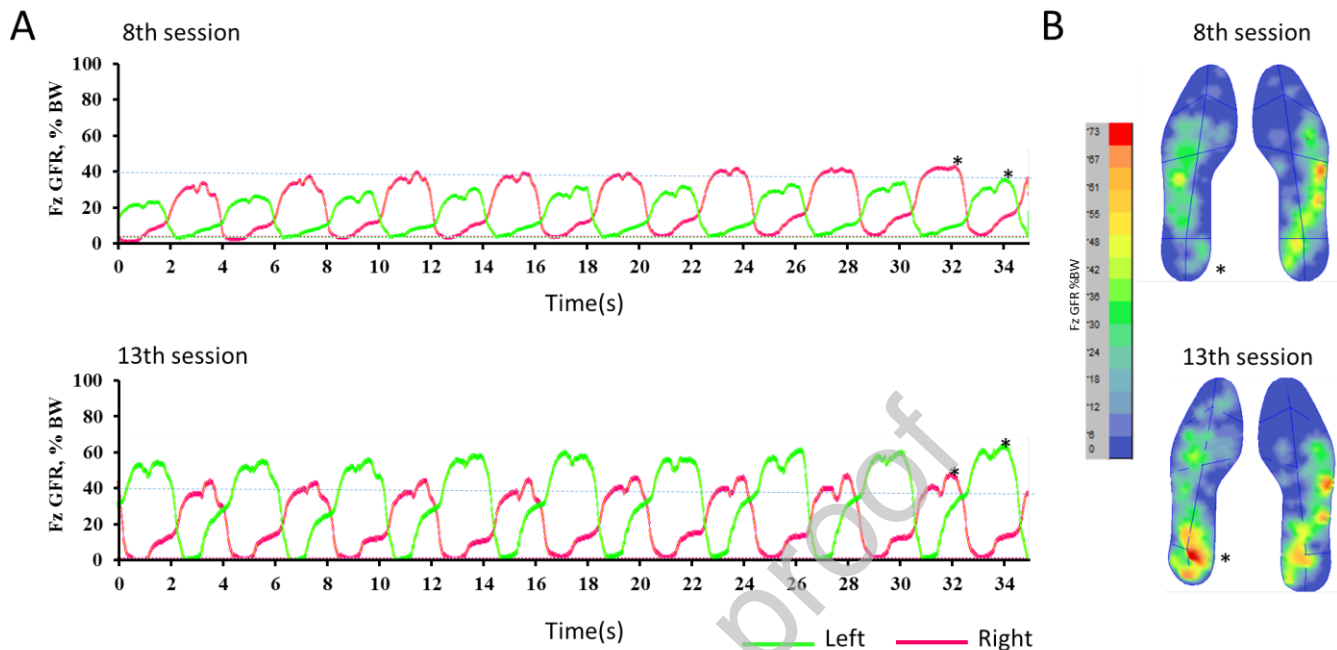 A
8th session
Fz GFR, % BW
100
80
60
40
20
0
0 2 4 6 8 10 12 14 16 18 20 22 24 26 28 30 32 34
*
*
Time(s)
13th session
Fz GFR, % BW
100
80
60
40
20
0
0 2 4 6 8 10 12 14 16 18 20 22 24 26 28 30 32 34
*
*
Time(s)
Left
Right
proof
B
8th session
*
Fz GFR %BW
73
67
61
55
48
42
36
30
24
18
12
6
0
13th session
*